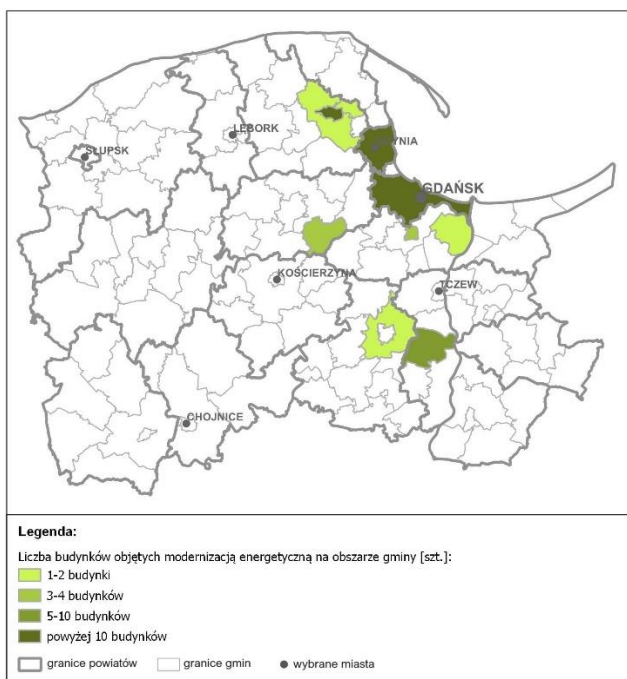 LĘBORK
SŁUPSK
GDYNIA
GDAŃSK
KOŚCIERZYNA
TCZEW
CHOJNICE
Legenda:
Liczba budynków objętych modernizacją energetyczną na obszarze gminy [szt.]:
1-2 budynki
3-4 budynków
5-10 budynków
powyżej 10 budynków
granice powiatów granice gmin wybrane miasta